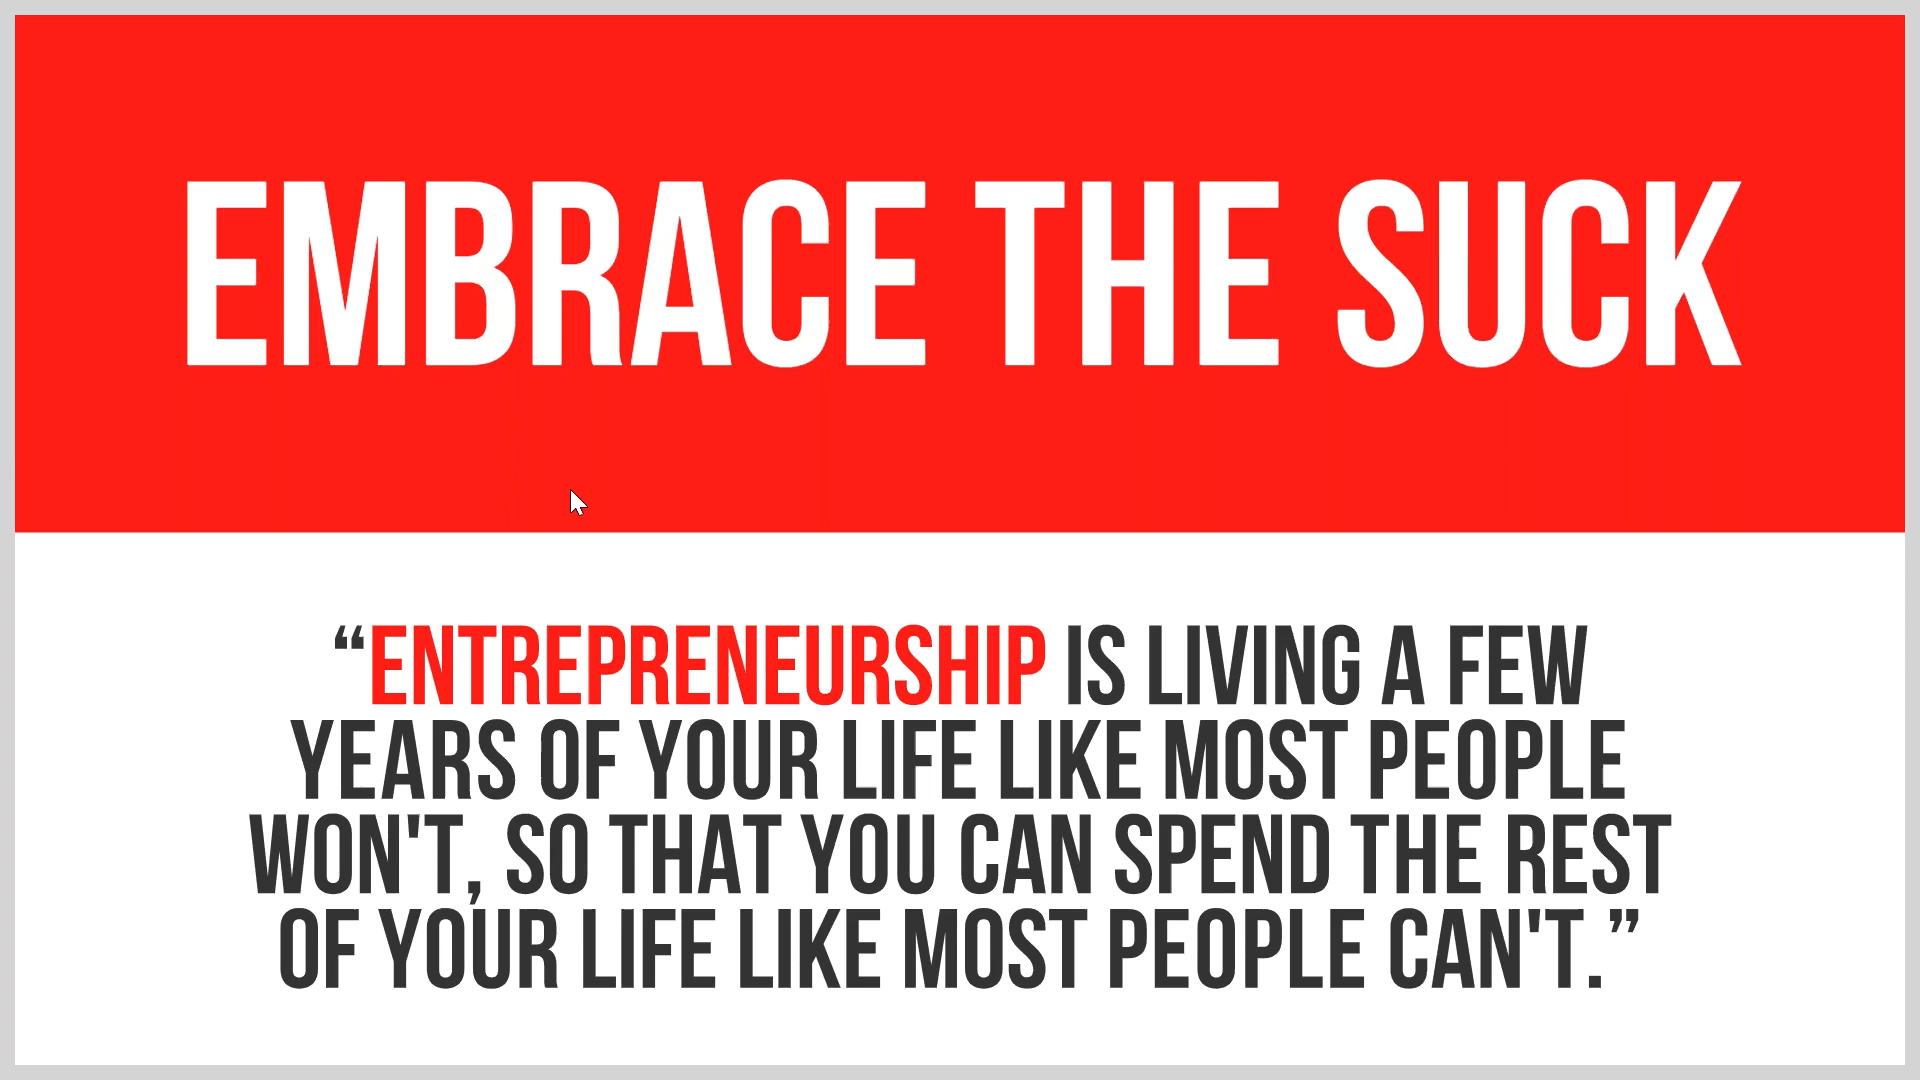 EMBRACE THE SUCK
“ENTREPRENEURSHIP IS LIVING A FEW
YEARS OF YOUR LIFE LIKE MOST PEOPLE
WON'T, SO THAT YOU CAN SPEND THE REST
OF YOUR LIFE LIKE MOST PEOPLE CAN'T.”